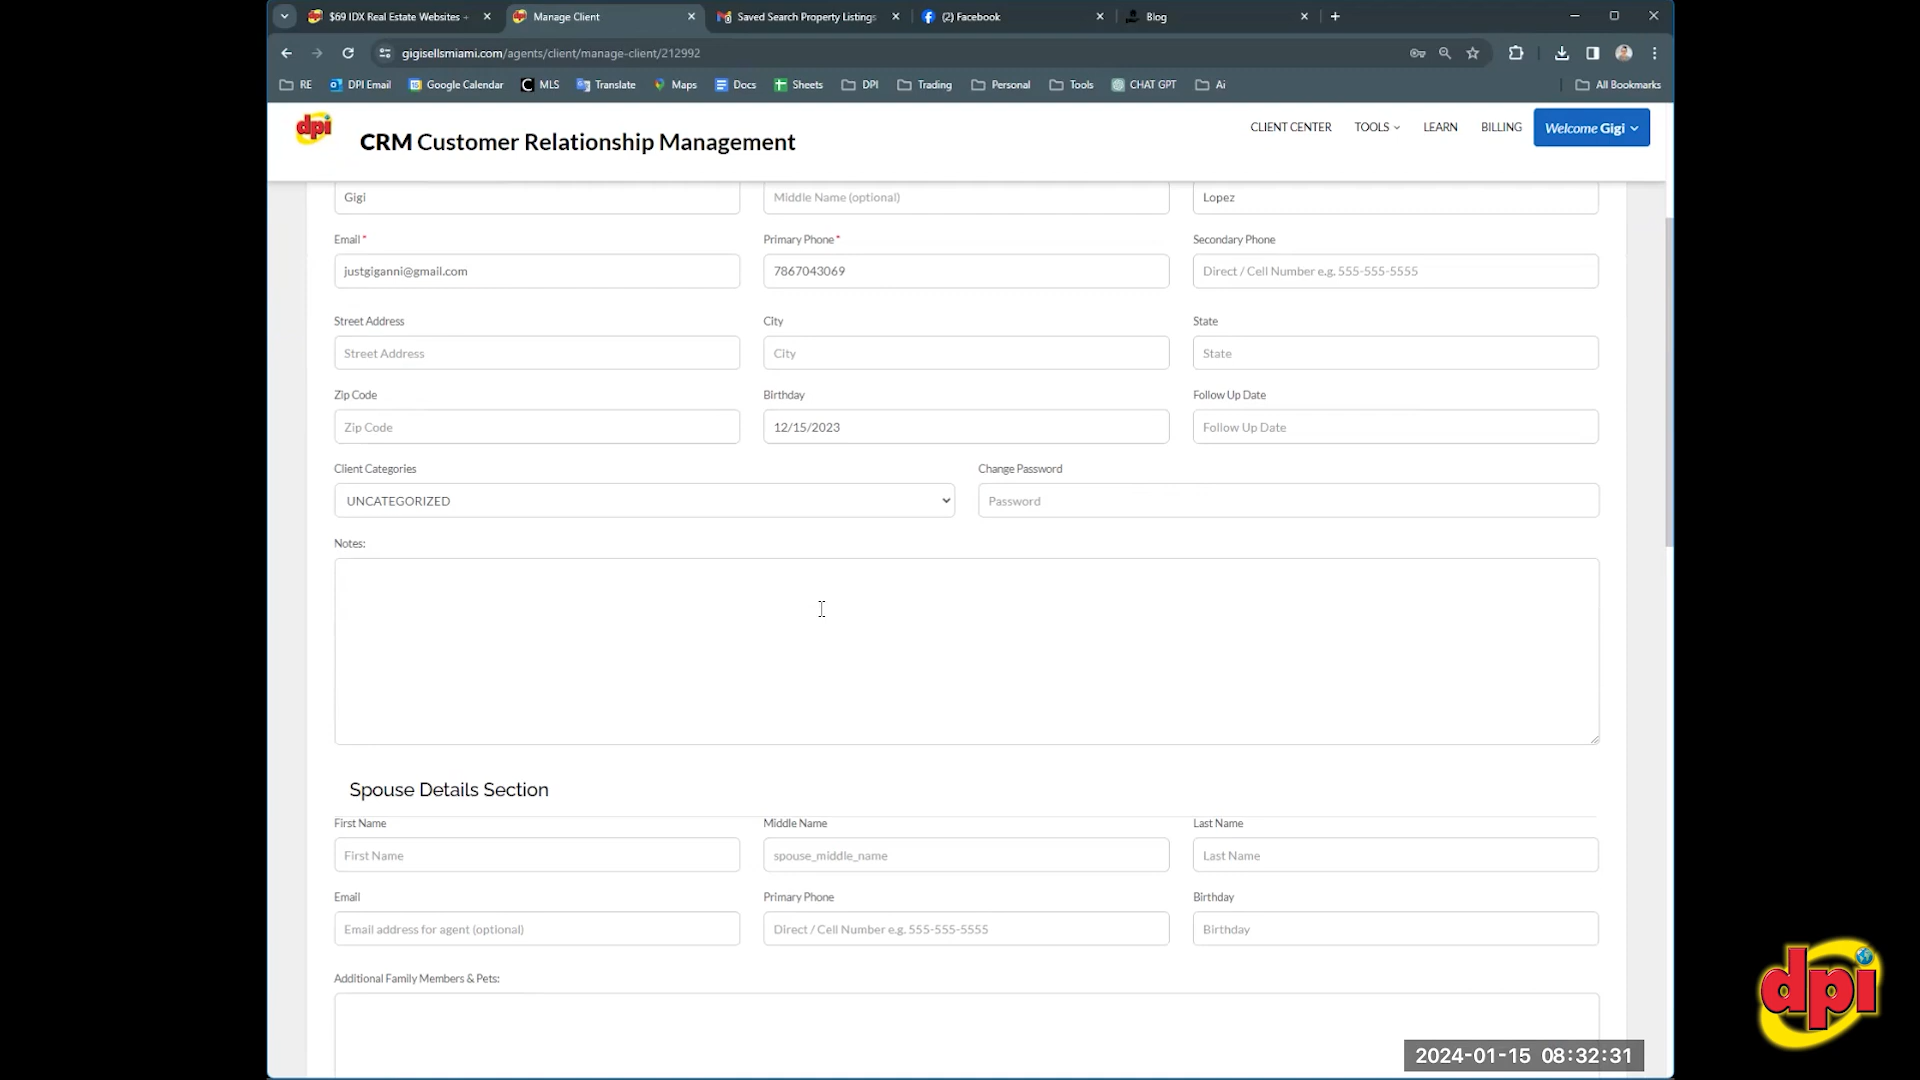 $69 IDX Real Estate Websites - Manage Client Saved Search Property Listings (2) Facebook Blog
gigisellsmiami.com/agents/client/manage-client/212992
RE DPI Email Google Calendar MLS Translate Maps Docs Sheets DPI Trading Personal Tools CHAT GPT Ai All Bookmarks
dpi CRM Customer Relationship Management CLIENT CENTER TOOLS LEARN BILLING Welcome Gigi
Gigi Middle Name (optional) Lopez
Email* Primary Phone* Secondary Phone
justgiganni@gmail.com 7867043069 Direct / Cell Number e.g. 555-555-5555
Street Address City State
Street Address City State
Zip Code Birthday Follow Up Date
Zip Code 12/15/2023 Follow Up Date
Client Categories Change Password
UNCATEGORIZED Password
Notes:
Spouse Details Section
First Name Middle Name Last Name
First Name spouse_middle_name Last Name
Email Primary Phone Birthday
Email address for agent (optional) Direct / Cell Number e.g. 555-555-5555 Birthday
Additional Family Members & Pets:
dpi
2024-01-15 08:32:31